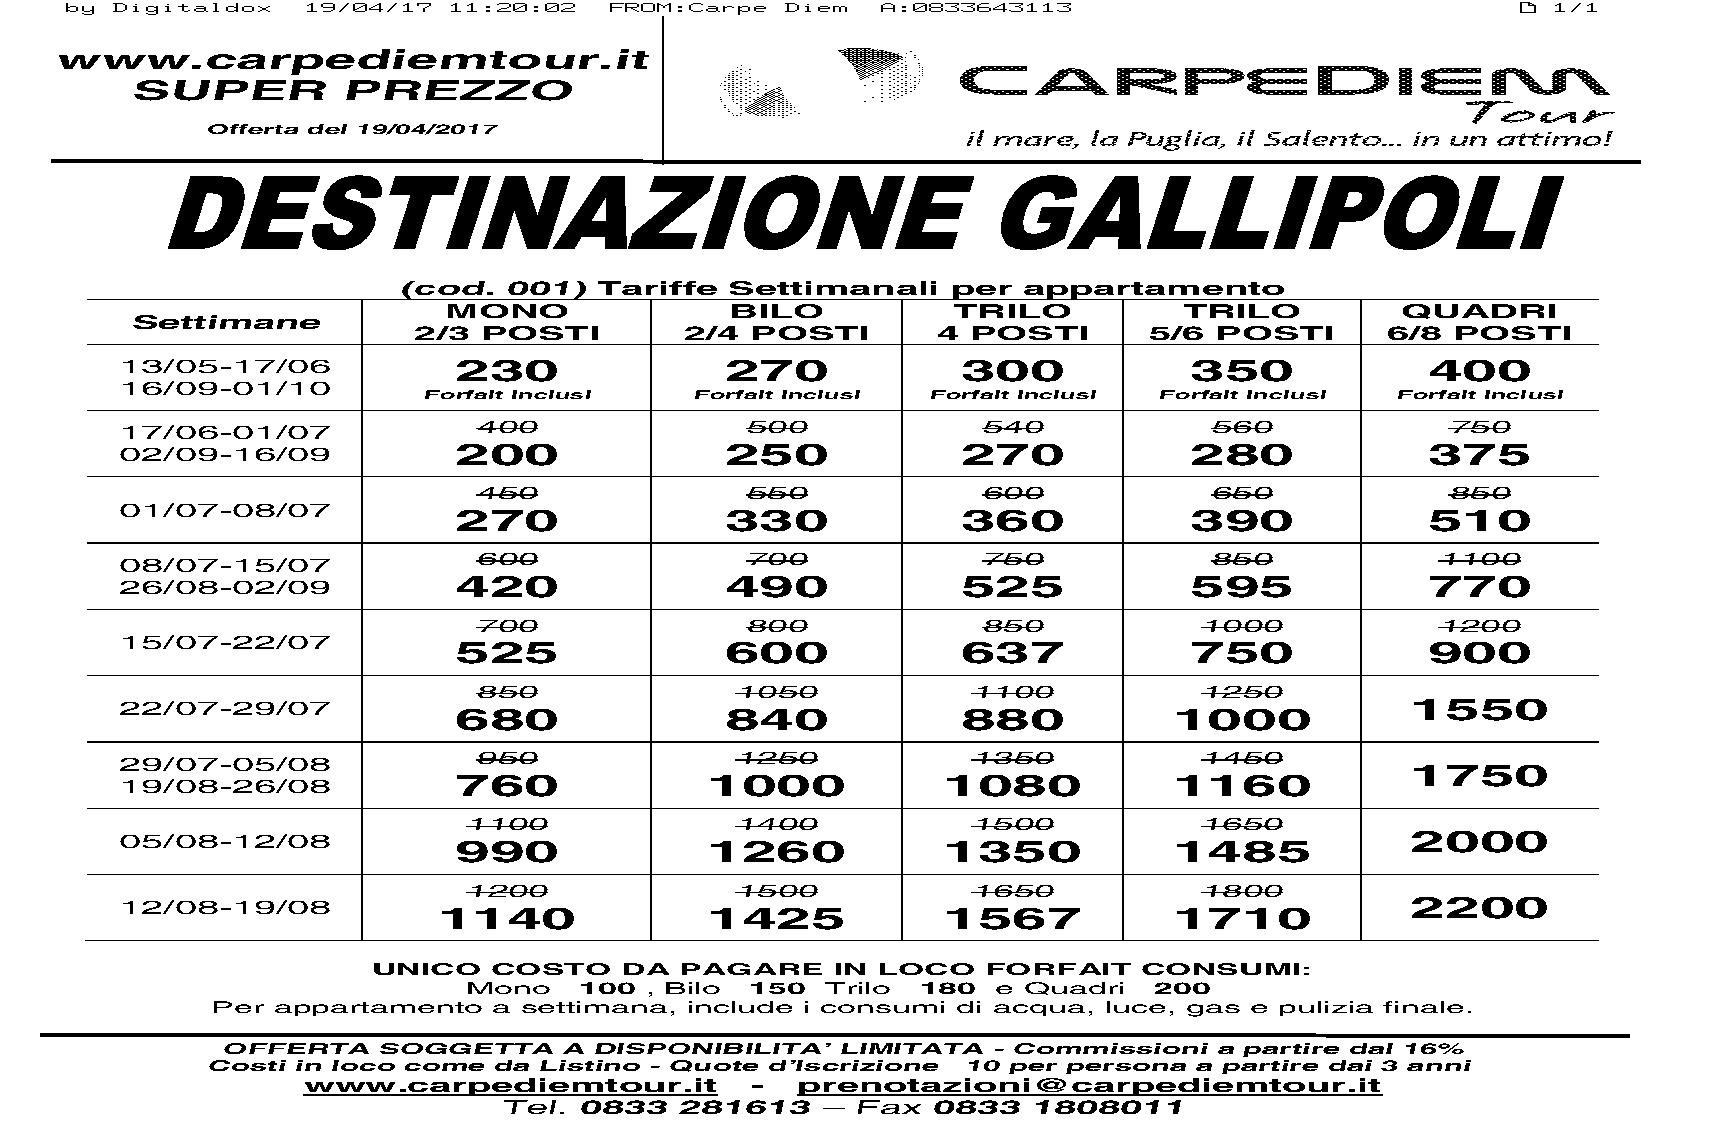 by Digitaldox 19/04/17 11:20:02 FROM:Carpe Diem A:0833643113 1/1
www.carpediemtour.it
SUPER PREZZO
Offerta del 19/04/2017
CARPEDIEM
Tour
il mare, la Puglia, il Salento... in un attimo!
DESTINAZIONE GALLIPOLI
(cod. 001) Tariffe Settimanali per appartamento
Settimane MONO 2/3 POSTI BILO 2/4 POSTI TRILO 4 POSTI TRILO 5/6 POSTI QUADRI 6/8 POSTI
13/05-17/06 230 270 300 350 400
16/09-01/10 Forfait Inclusi Forfait Inclusi Forfait Inclusi Forfait Inclusi Forfait Inclusi
17/06-01/07 400 500 540 560 750
02/09-16/09 200 250 270 280 375
450 550 600 650 850
01/07-08/07 270 330 360 390 510
08/07-15/07 600 700 750 850 1100
26/08-02/09 420 490 525 595 770
700 800 850 1000 1200
15/07-22/07 525 600 637 750 900
850 1050 1100 1250
22/07-29/07 680 840 880 1000 1550
29/07-05/08 950 1250 1350 1450
19/08-26/08 760 1000 1080 1160 1750
1100 1400 1500 1650
05/08-12/08 990 1260 1350 1485 2000
1200 1500 1650 1800
12/08-19/08 1140 1425 1567 1710 2200
UNICO COSTO DA PAGARE IN LOCO FORFAIT CONSUMI:
Mono 100 , Bilo 150 Trilo 180 e Quadri 200
Per appartamento a settimana, include i consumi di acqua, luce, gas e pulizia finale.
OFFERTA SOGGETTA A DISPONIBILITA' LIMITATA - Commissioni a partire dal 16%
Costi in loco come da Listino - Quote d'Iscrizione 10 per persona a partire dai 3 anni
www.carpediemtour.it - prenotazioni@carpediemtour.it
Tel. 0833 281613 – Fax 0833 1808011